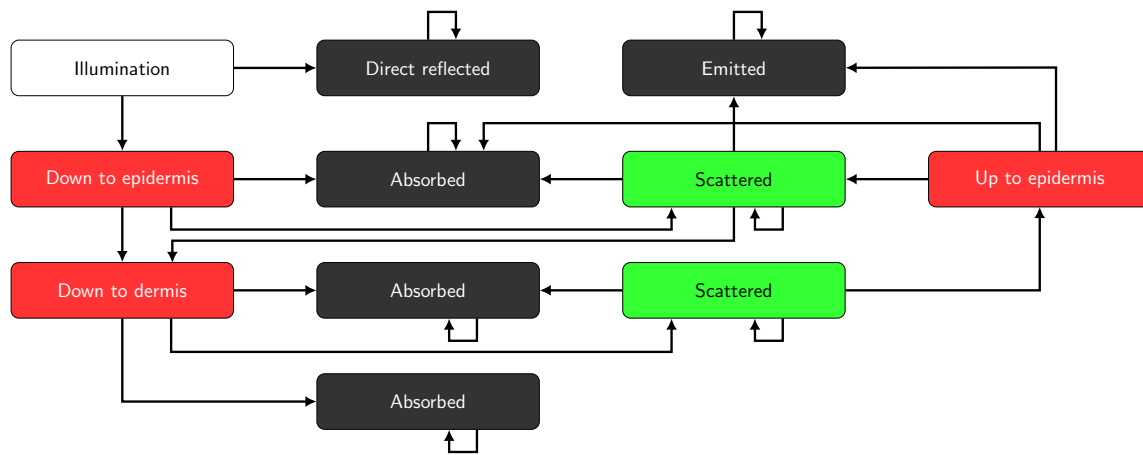 Illumination
Direct reflected
Emitted
Down to epidermis
Absorbed
Scattered
Up to epidermis
Down to dermis
Absorbed
Scattered
Absorbed